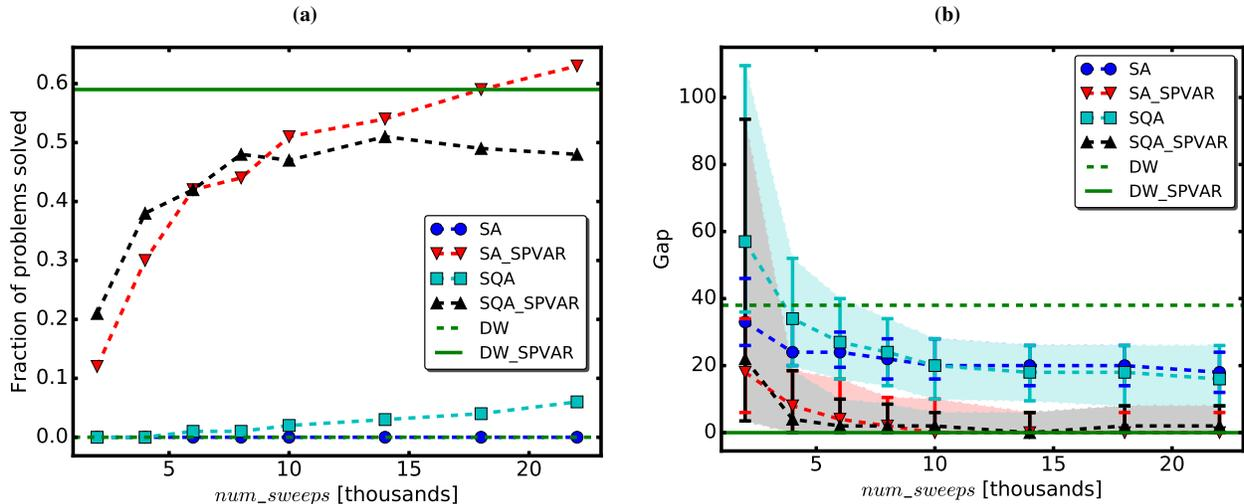 (a)
Fraction of problems solved
0.6
0.5
0.4
0.3
0.2
0.1
0.0
5
10
15
20
num_sweeps [thousands]
SA
SA_SPVAR
SQA
SQA_SPVAR
DW
DW_SPVAR
(b)
Gap
100
80
60
40
20
0
5
10
15
20
num_sweeps [thousands]
SA
SA_SPVAR
SQA
SQA_SPVAR
DW
DW_SPVAR